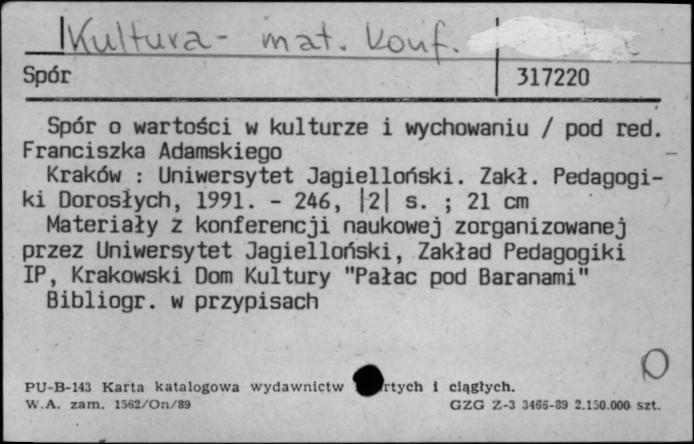 Kultura - mat. konf.
Spór 317220
Spór o wartości w kulturze i wychowaniu / pod red.
Franciszka Adamskiego
Kraków : Uniwersytet Jagielloński. Zakł. Pedagogi-
ki Dorosłych, 1991. - 246, |2| s. ; 21 cm
Materiały z konferencji naukowej zorganizowanej
przez Uniwersytet Jagielloński, Zakład Pedagogiki
IP, Krakowski Dom Kultury "Pałac pod Baranami"
Bibliogr. w przypisach
PU-B-143 Karta katalogowa wydawnictw i ciągłych.
W.A. zam. 1562/On/89 GZG Z-3 3466-89 2.150.000 szt.